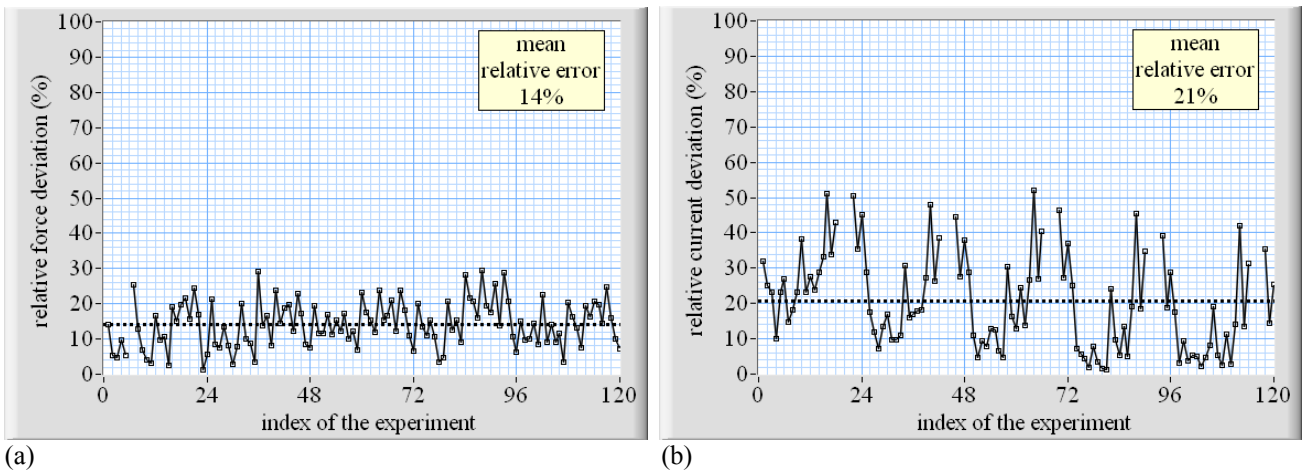 100
90
80
70
60
50
40
30
20
10
0
relative force deviation (%)
mean
relative error
14%
0 24 48 72 96 120
index of the experiment
(a)
100
90
80
70
60
50
40
30
20
10
0
relative current deviation (%)
mean
relative error
21%
0 24 48 72 96 120
index of the experiment
(b)